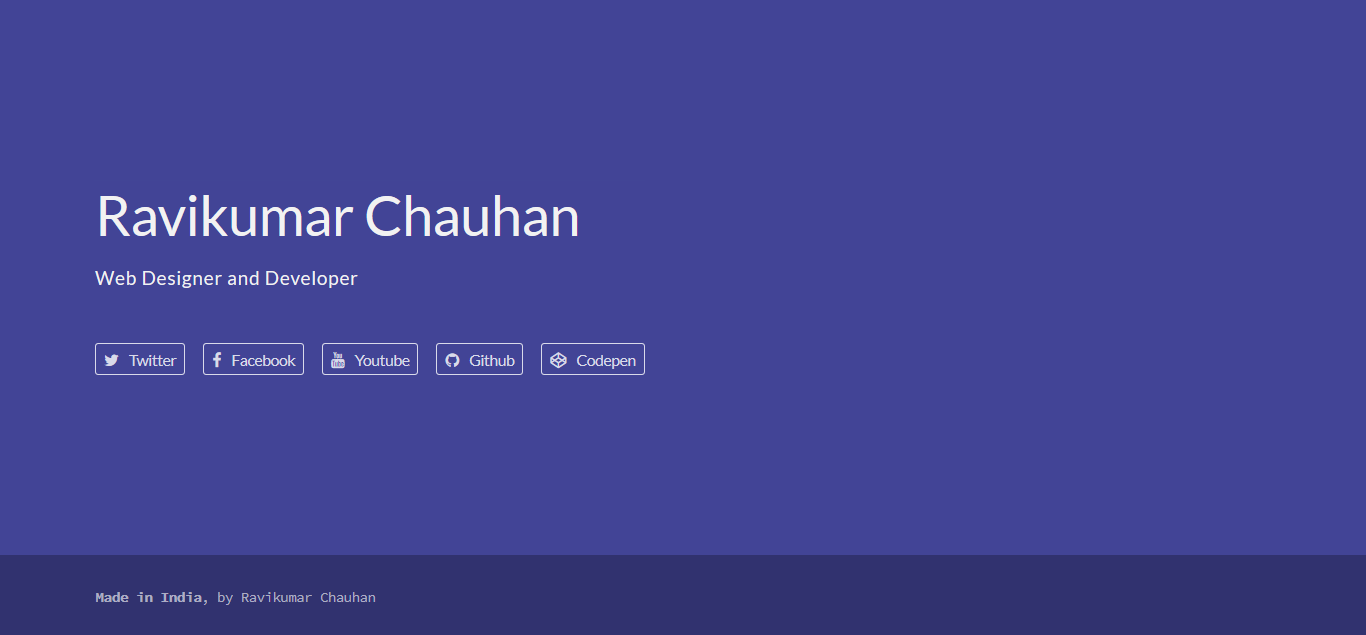 Ravikumar Chauhan
Web Designer and Developer
Twitter Facebook Youtube Github Codepen
Made in India, by Ravikumar Chauhan